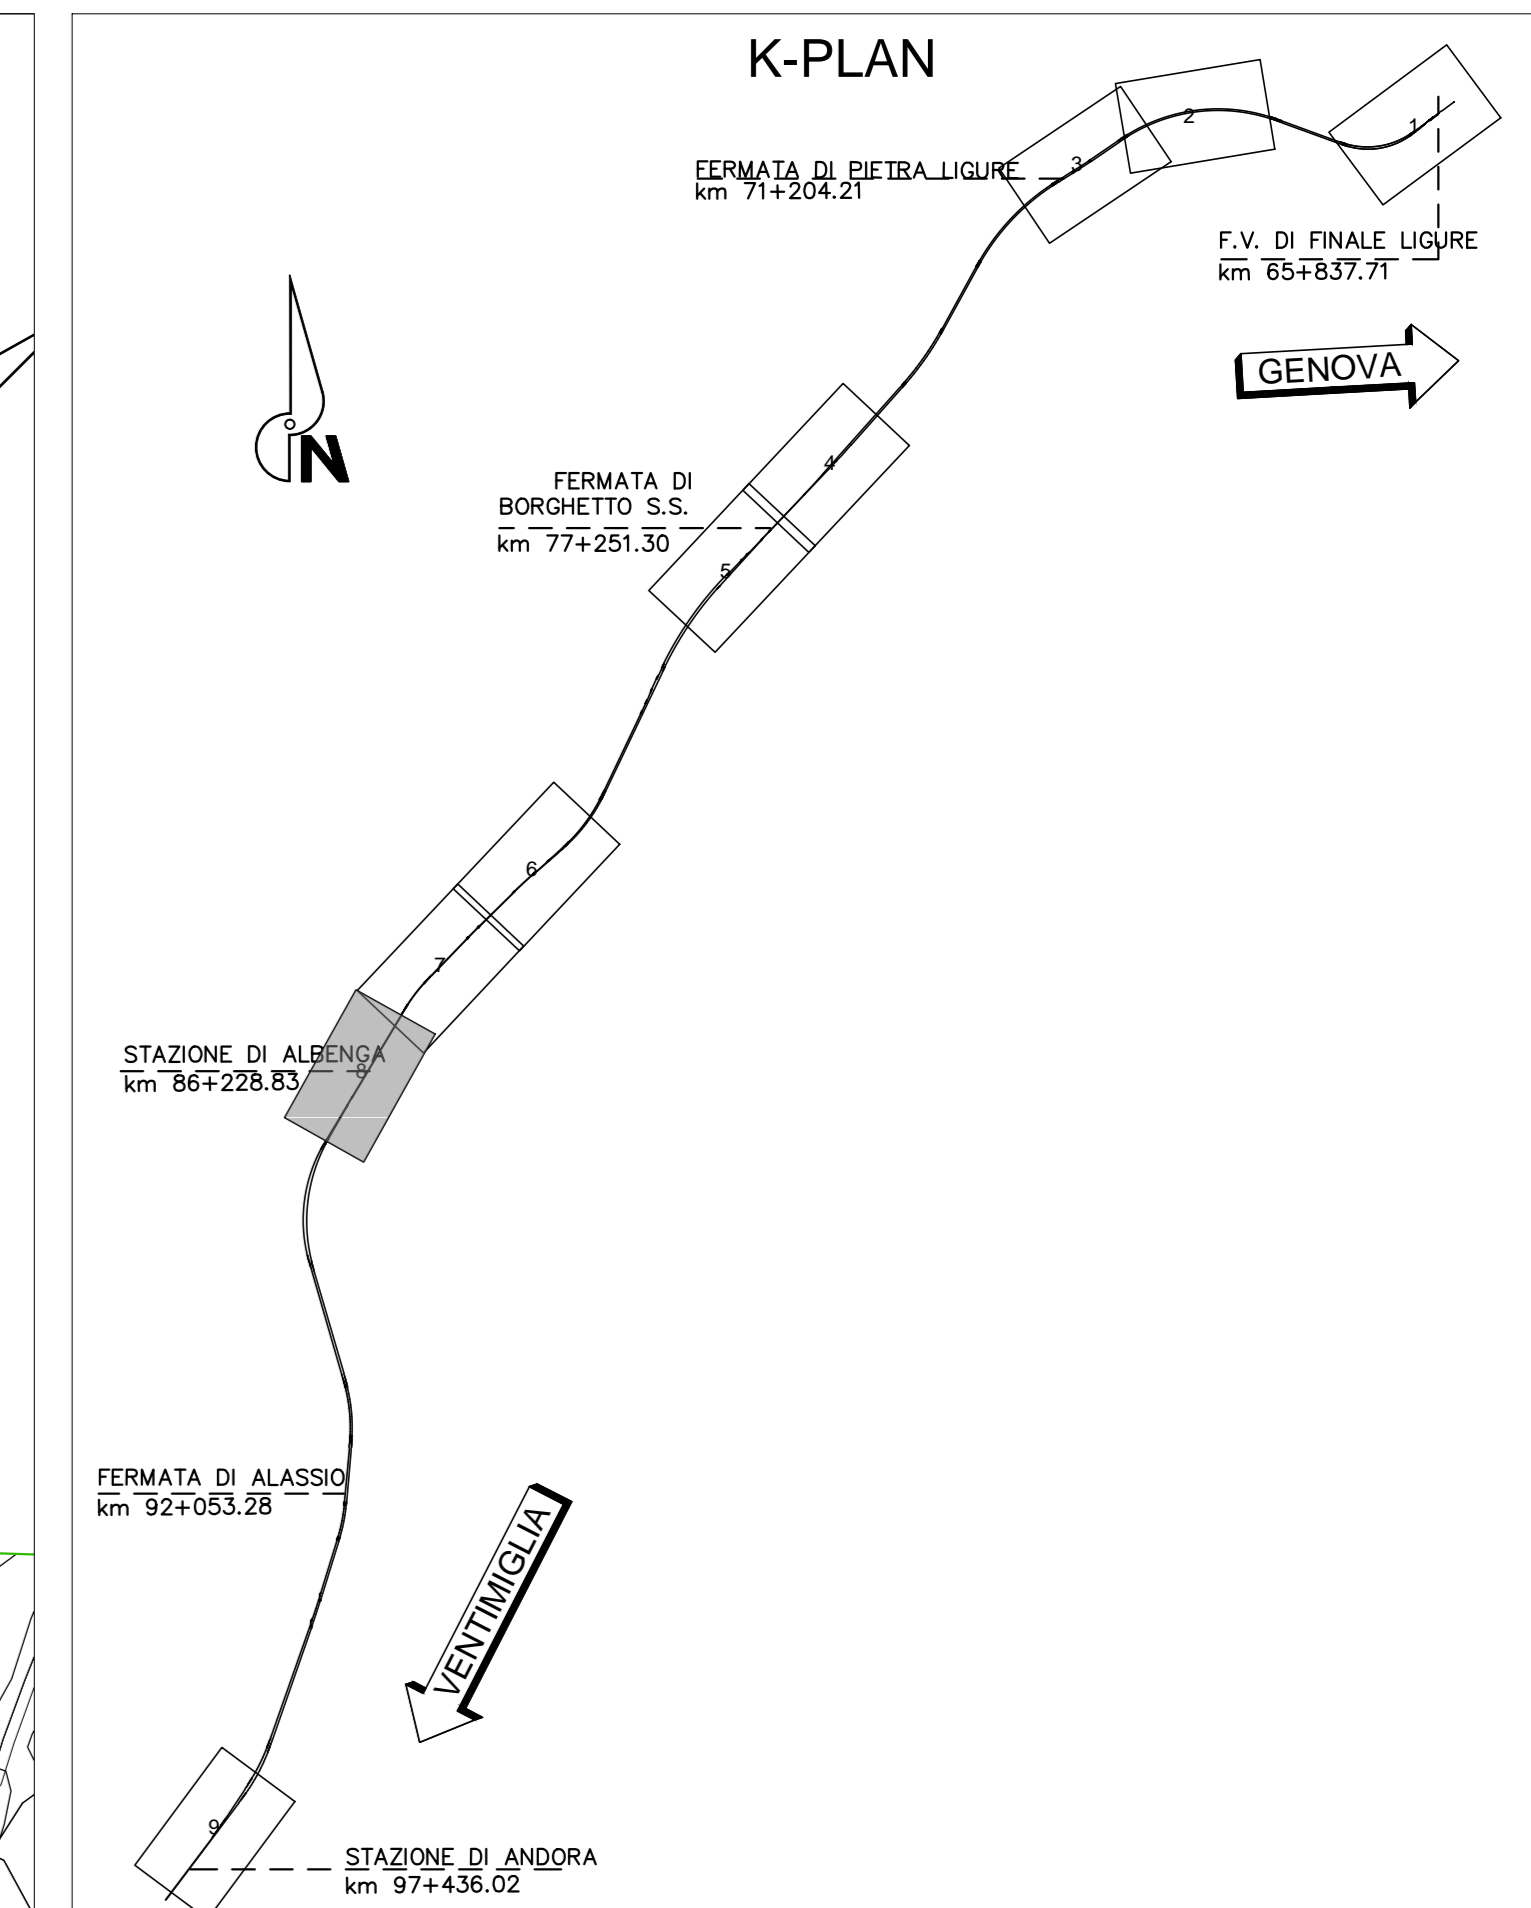 K-PLAN
2
1
3
FERMATA DI PIETRA LIGURE
km 71+204.21
F.V. DI FINALE LIGURE
km 65+837.71
GENOVA
N
4
FERMATA DI
BORGHETTO S.S.
km 77+251.30
5
6
7
STAZIONE DI ALBENGA
km 86+228.83
8
FERMATA DI ALASSIO
km 92+053.28
VENTIMIGLIA
9
STAZIONE DI ANDORA
km 97+436.02